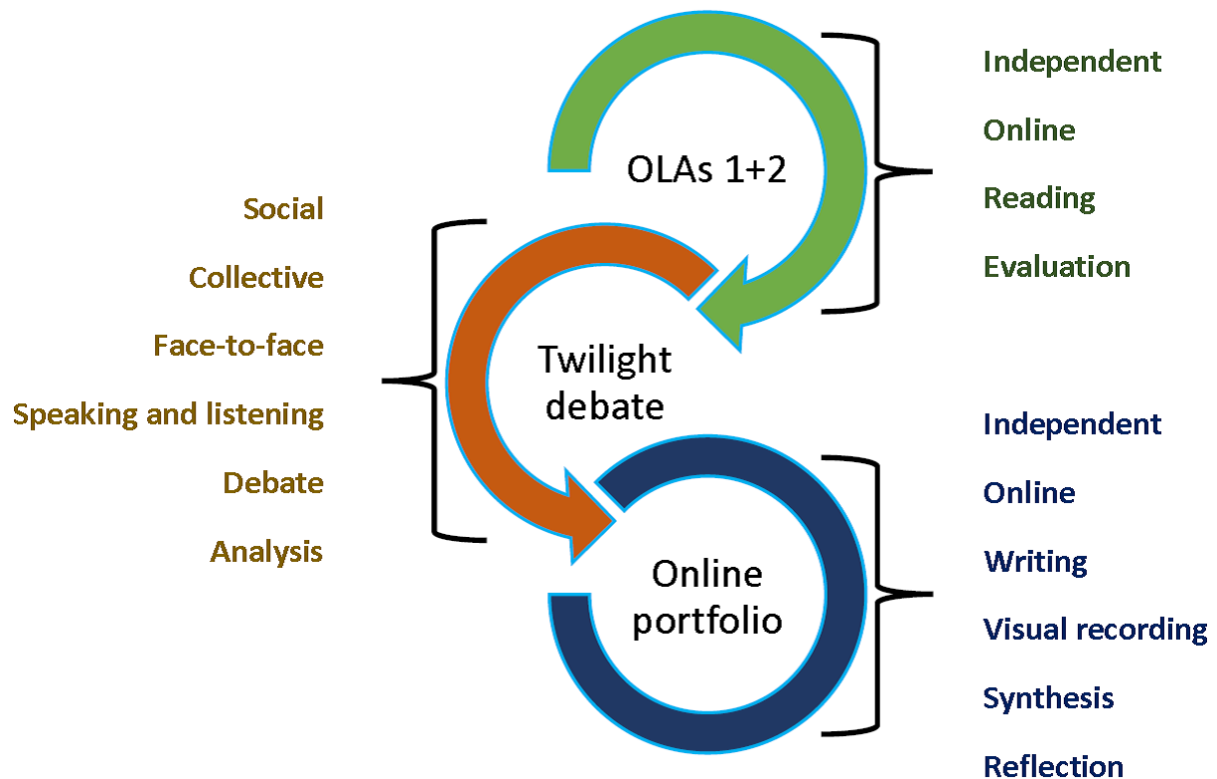 OLAs 1+2
Independent
Online
Reading
Evaluation
Twilight
debate
Social
Collective
Face-to-face
Speaking and listening
Debate
Analysis
Online
portfolio
Independent
Online
Writing
Visual recording
Synthesis
Reflection